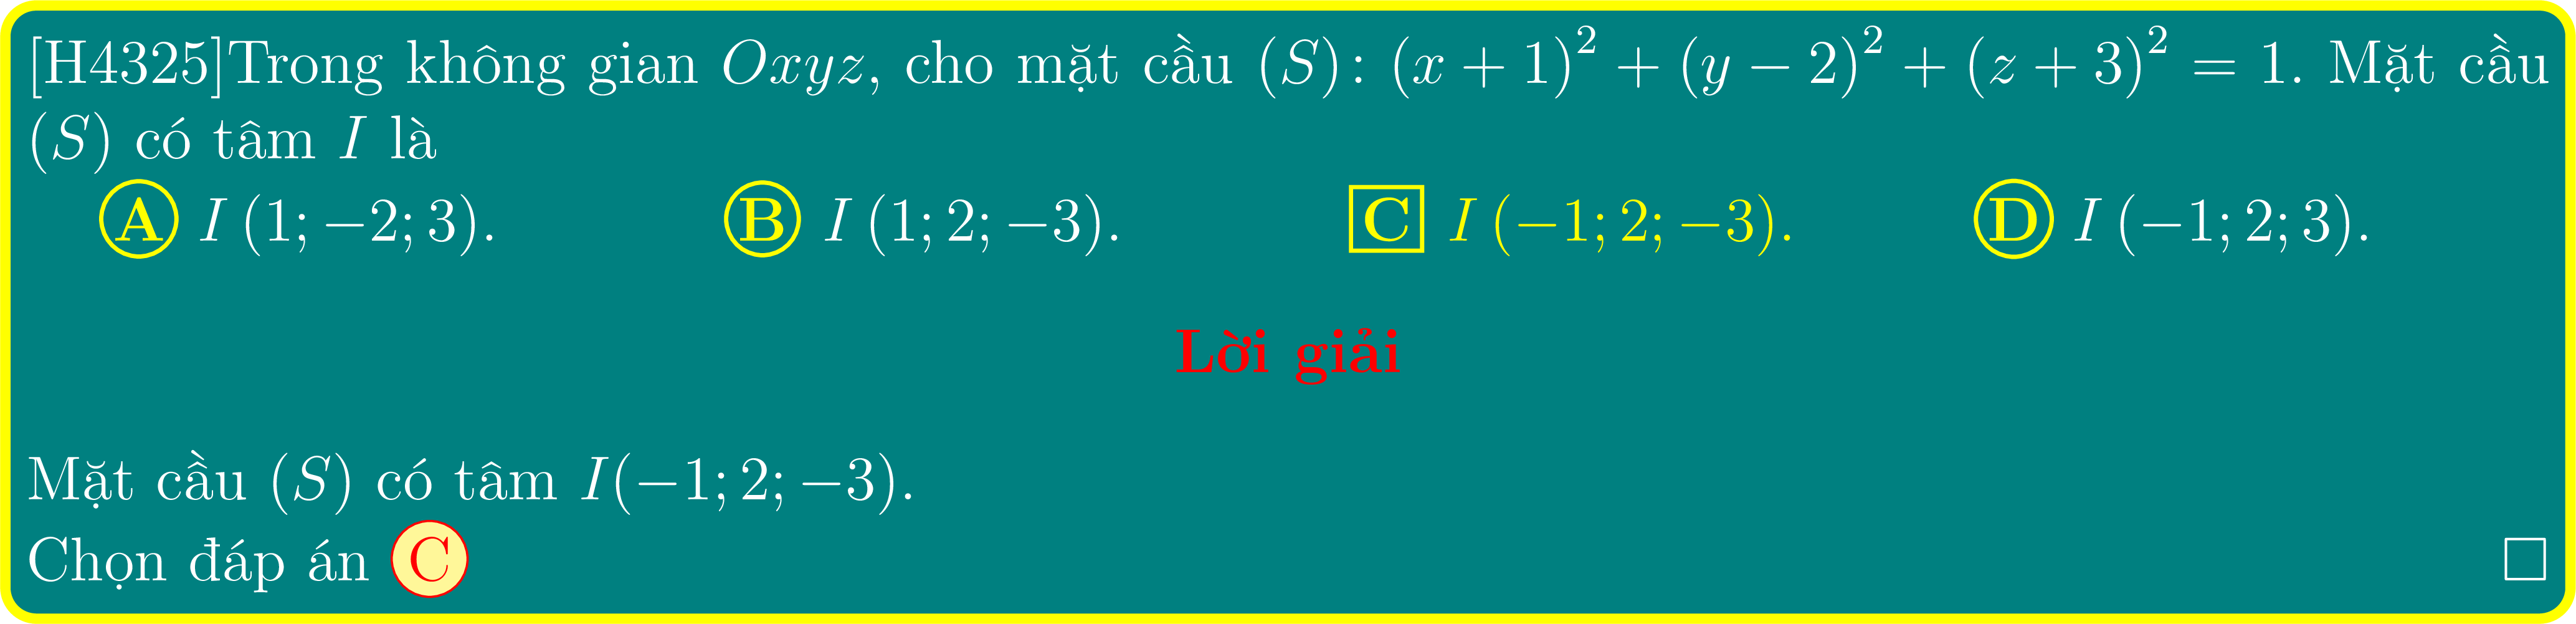 [H4325]Trong không gian Oxyz, cho mặt cầu (S): (x + 1)² + (y − 2)² + (z + 3)² = 1. Mặt cầu
(S) có tâm I là
A I (1; −2; 3). B I (1; 2; −3). C I (−1; 2; −3). D I (−1; 2; 3).
Lời giải
Mặt cầu (S) có tâm I(−1; 2; −3).
Chọn đáp án C □